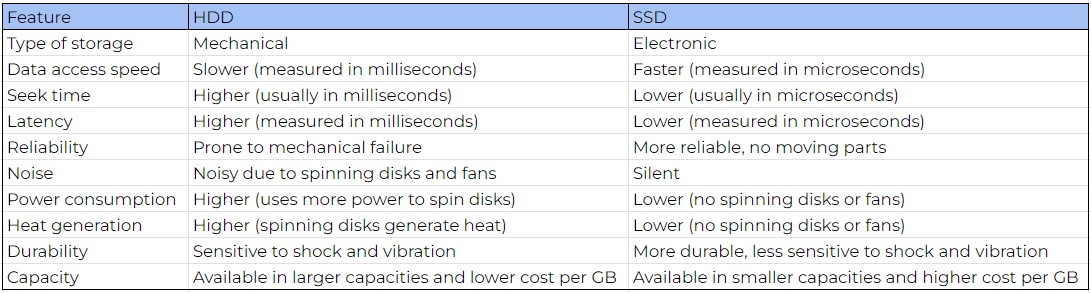 Feature HDD SSD
Type of storage Mechanical Electronic
Data access speed Slower (measured in milliseconds) Faster (measured in microseconds)
Seek time Higher (usually in milliseconds) Lower (usually in microseconds)
Latency Higher (measured in milliseconds) Lower (measured in microseconds)
Reliability Prone to mechanical failure More reliable, no moving parts
Noise Noisy due to spinning disks and fans Silent
Power consumption Higher (uses more power to spin disks) Lower (no spinning disks or fans)
Heat generation Higher (spinning disks generate heat) Lower (no spinning disks or fans)
Durability Sensitive to shock and vibration More durable, less sensitive to shock and vibration
Capacity Available in larger capacities and lower cost per GB Available in smaller capacities and higher cost per GB